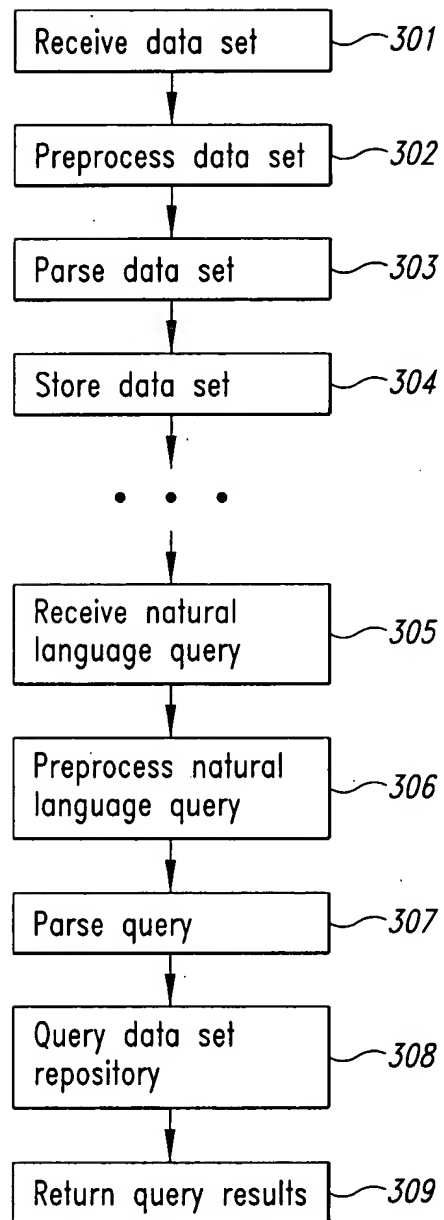 Receive data set 301
Preprocess data set 302
Parse data set 303
Store data set 304
• • •
Receive natural 305
language query
Preprocess natural 306
language query
Parse query 307
Query data set 308
repository
Return query results 309